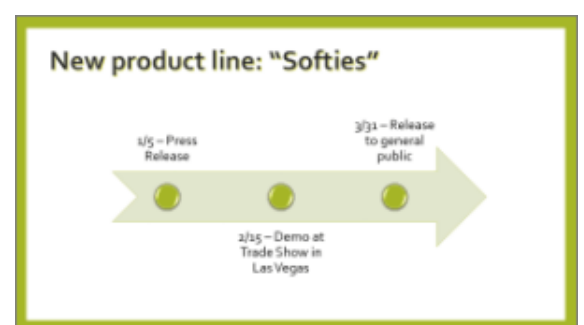 New product line: “Softies”
1/5 – Press
Release
2/15 – Demo at
Trade Show in
Las Vegas
3/31 – Release
to general
public